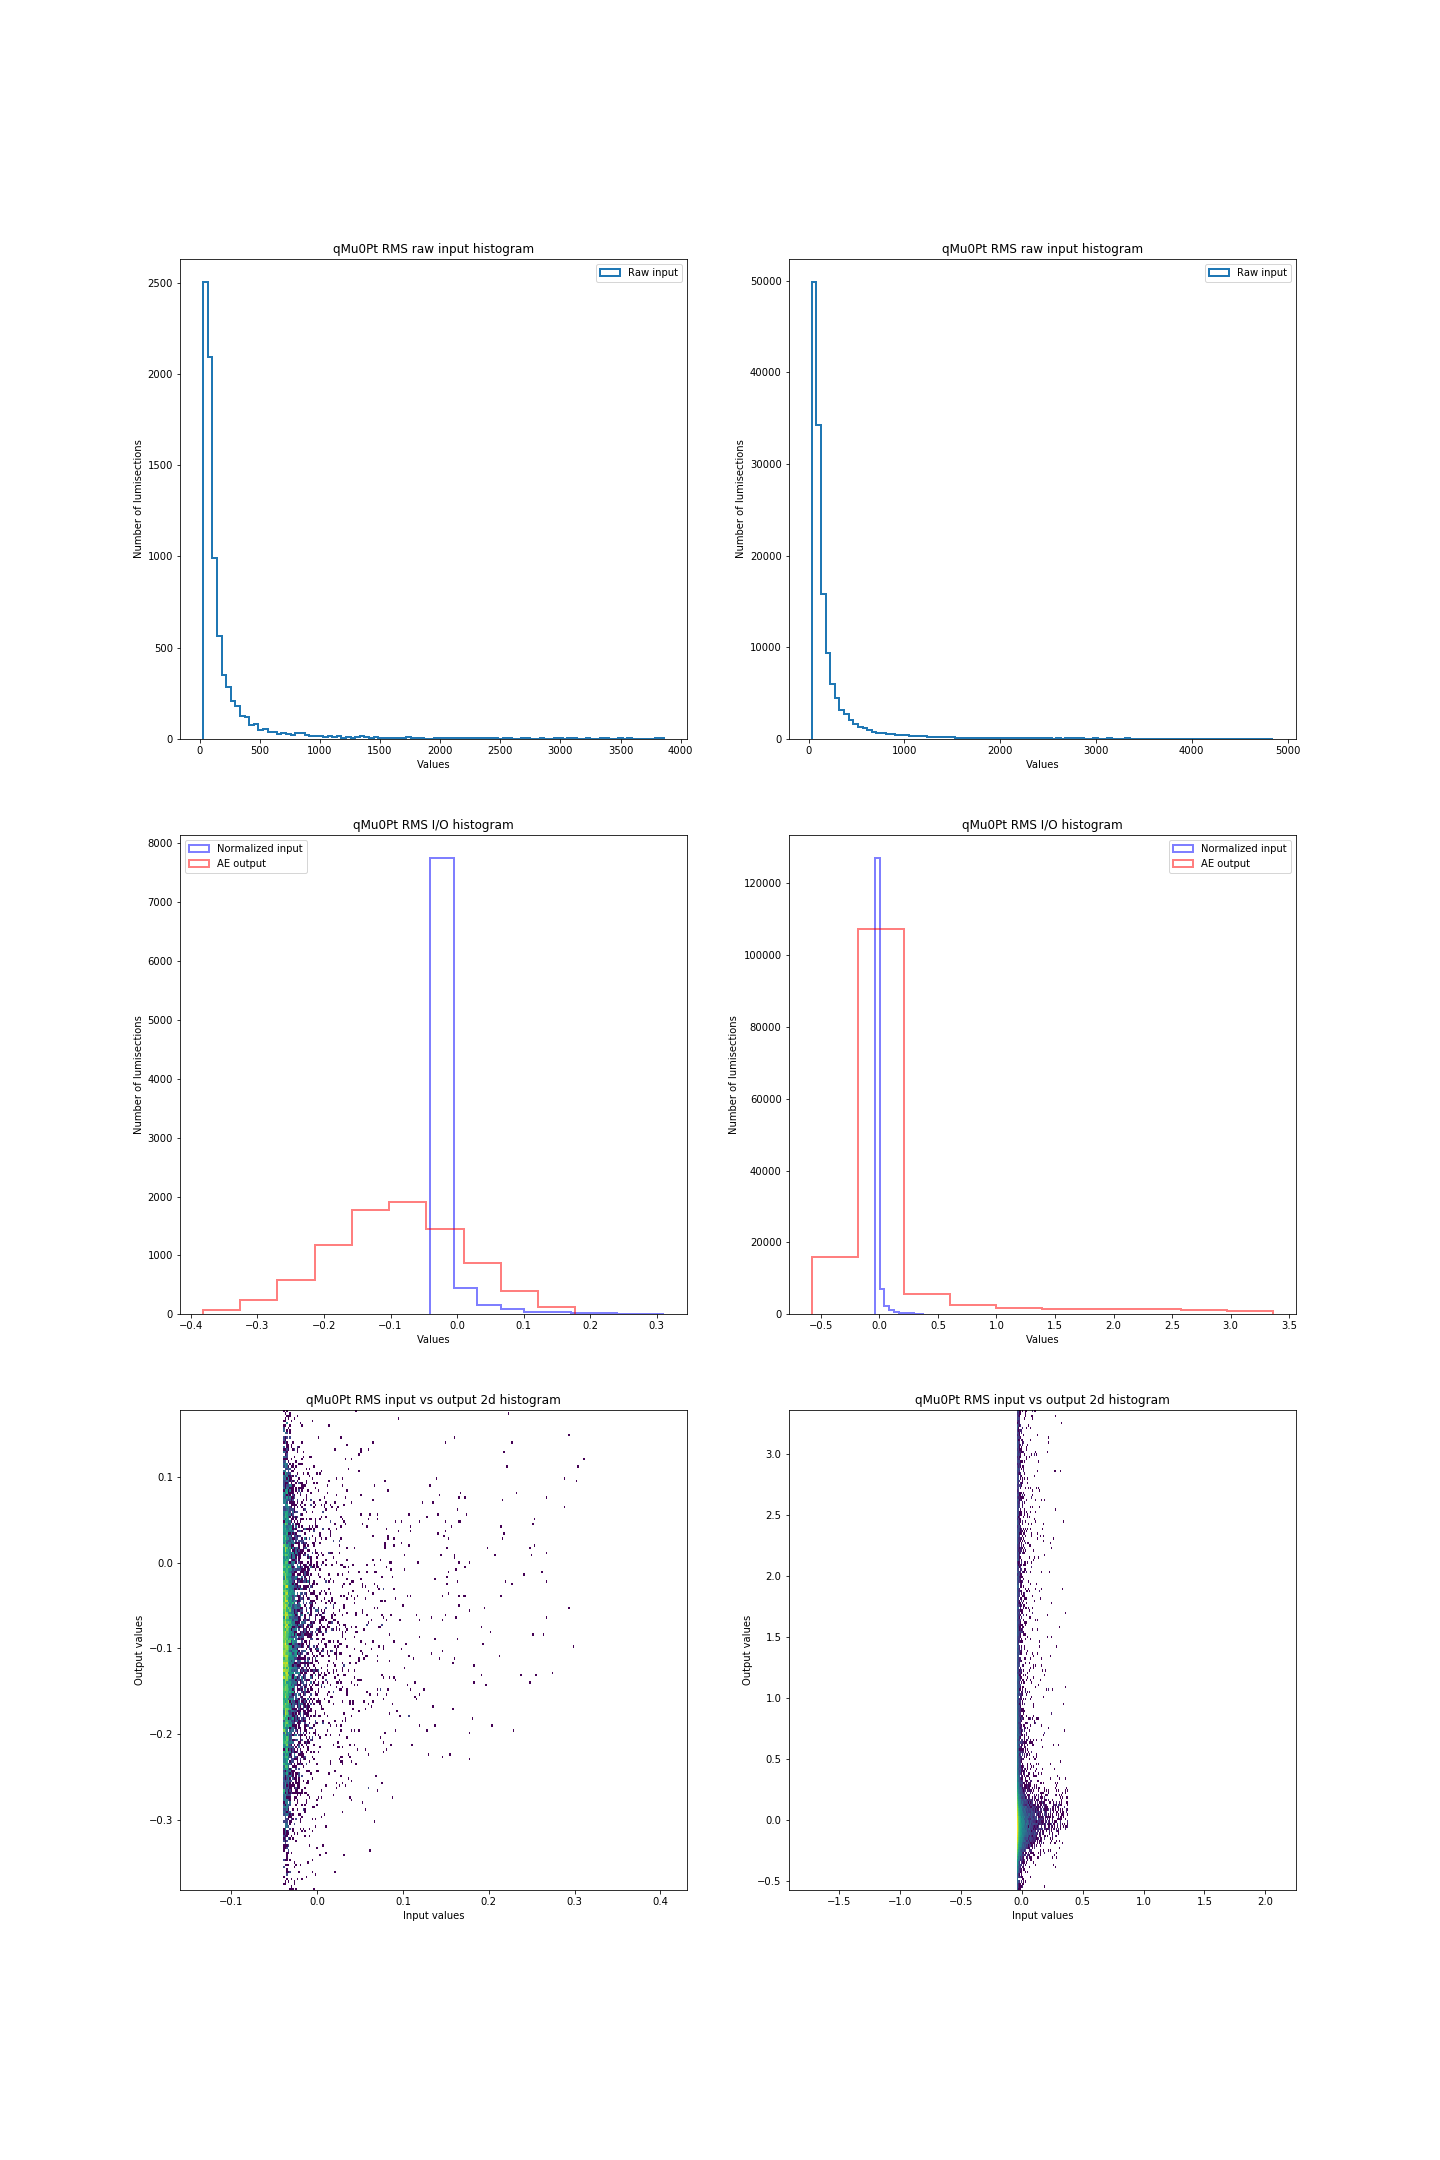 qMu0Pt RMS raw input histogram
Raw input
Number of lumisections
2500
2000
1500
1000
500
0
0 500 1000 1500 2000 2500 3000 3500 4000
Values
qMu0Pt RMS raw input histogram
Raw input
Number of lumisections
50000
40000
30000
20000
10000
0
0 1000 2000 3000 4000 5000
Values
qMu0Pt RMS I/O histogram
Normalized input
AE output
Number of lumisections
8000
7000
6000
5000
4000
3000
2000
1000
0
−0.4 −0.3 −0.2 −0.1 0.0 0.1 0.2 0.3
Values
qMu0Pt RMS I/O histogram
Normalized input
AE output
Number of lumisections
120000
100000
80000
60000
40000
20000
0
−0.5 0.0 0.5 1.0 1.5 2.0 2.5 3.0 3.5
Values
qMu0Pt RMS input vs output 2d histogram
Output values
0.1
0.0
−0.1
−0.2
−0.3
−0.1 0.0 0.1 0.2 0.3 0.4
Input values
qMu0Pt RMS input vs output 2d histogram
Output values
3.0
2.5
2.0
1.5
1.0
0.5
0.0
−0.5
−1.5 −1.0 −0.5 0.0 0.5 1.0 1.5 2.0
Input values